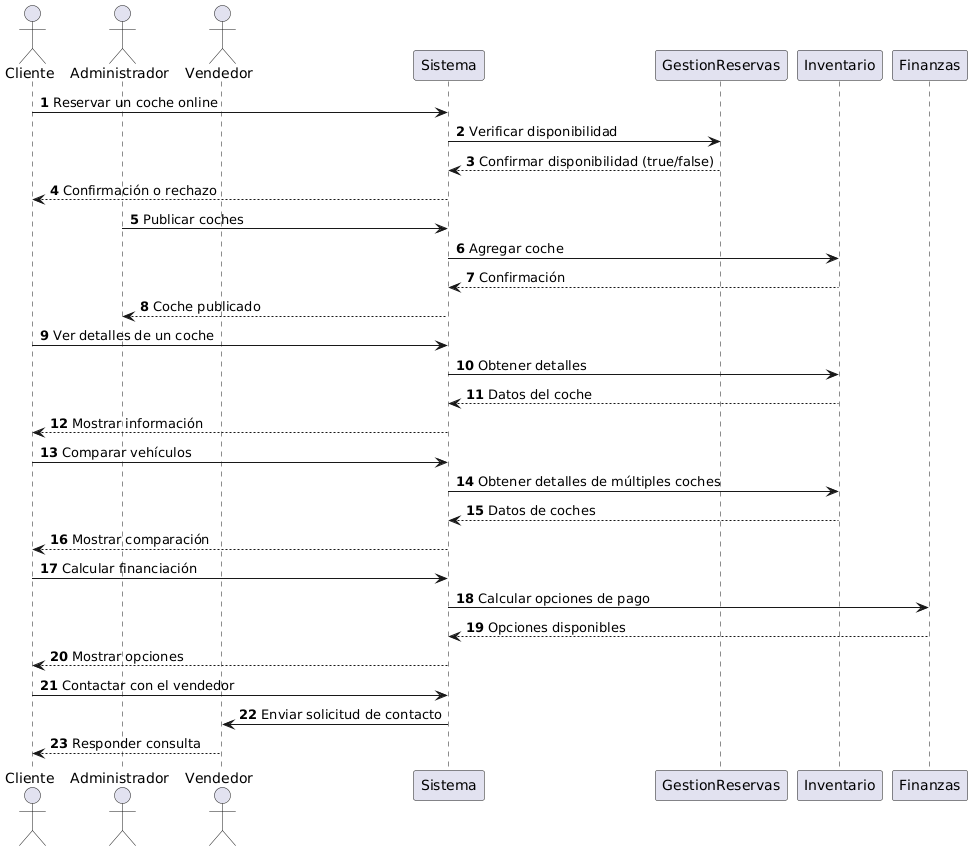 Cliente Administrador Vendedor Sistema GestionReservas Inventario Finanzas
1 Reservar un coche online
2 Verificar disponibilidad
3 Confirmar disponibilidad (true/false)
4 Confirmación o rechazo
5 Publicar coches
6 Agregar coche
7 Confirmación
8 Coche publicado
9 Ver detalles de un coche
10 Obtener detalles
11 Datos del coche
12 Mostrar información
13 Comparar vehículos
14 Obtener detalles de múltiples coches
15 Datos de coches
16 Mostrar comparación
17 Calcular financiación
18 Calcular opciones de pago
19 Opciones disponibles
20 Mostrar opciones
21 Contactar con el vendedor
22 Enviar solicitud de contacto
23 Responder consulta
Cliente Administrador Vendedor Sistema GestionReservas Inventario Finanzas